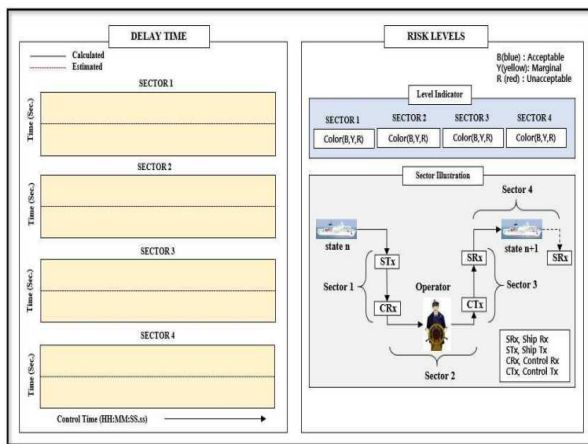 DELAY TIME
Calculated
Estimated
SECTOR 1
Time (Sec.)
SECTOR 2
Time (Sec.)
SECTOR 3
Time (Sec.)
SECTOR 4
Time (Sec.)
Control Time (HH:MM:SS.ss)
RISK LEVELS
B(blue) : Acceptable
Y(yellow): Marginal
R (red) : Unacceptable
Level Indicator
SECTOR 1 SECTOR 2 SECTOR 3 SECTOR 4
Color(B,Y,R) Color(B,Y,R) Color(B,Y,R) Color(B,Y,R)
Sector Illustration
Sector 4
state n
state n+1
STx
SRx
SRx
Sector 1
Operator
Sector 3
CRx
CTx
Sector 2
SRx, Ship Rx
STx, Ship Tx
CRx, Control Rx
CTx, Control Tx